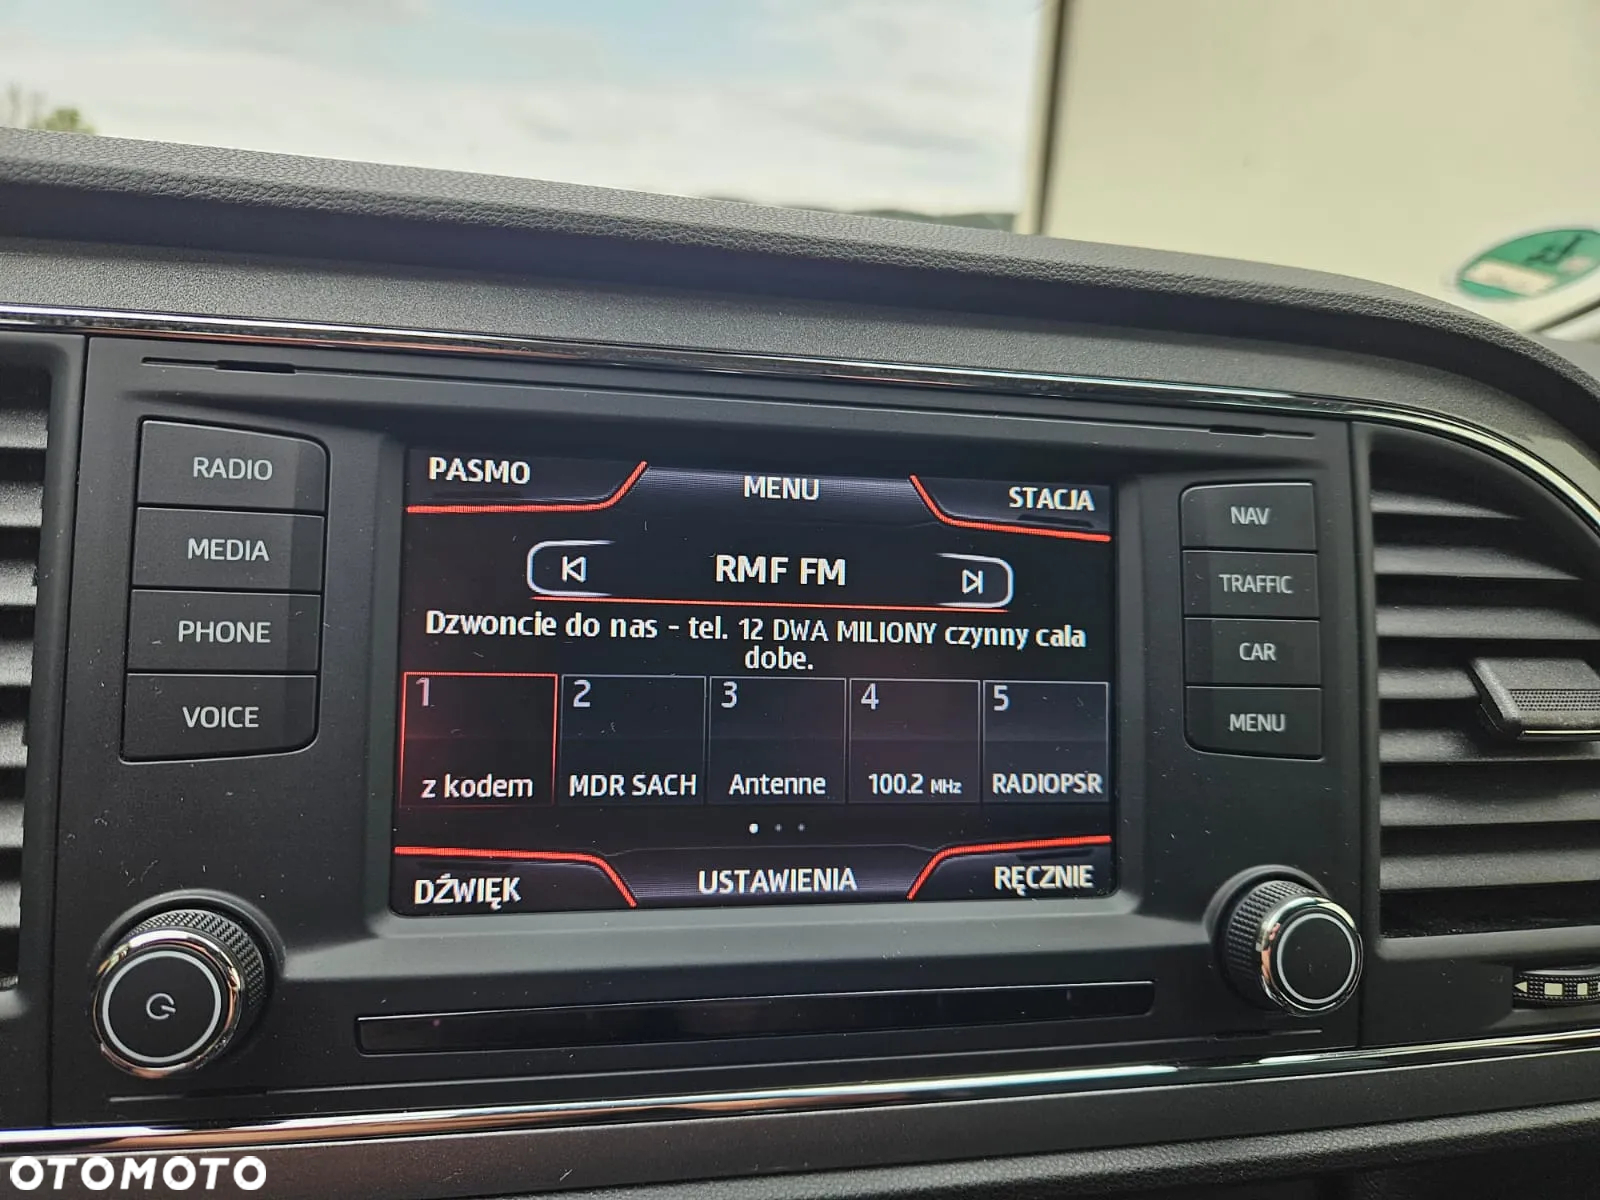 RADIO
MEDIA
PHONE
VOICE
PASMO
MENU
STACJA
RMF FM
Dzwoncie do nas - tel. 12 DWA MILIONY czynny cala
dobe.
1
z kodem
2
MDR SACH
3
Antenne
4
100.2 MHz
5
RADIOPSR
DŹWIĘK
USTAWIENIA
RĘCZNIE
NAV
TRAFFIC
CAR
MENU
OTOMOTO